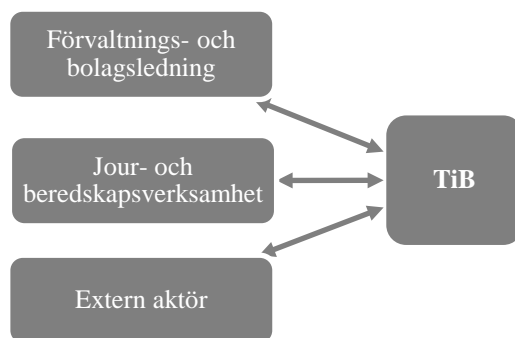 Förvaltnings- och
bolagsledning
Jour- och
beredskapsverksamhet
TiB
Extern aktör